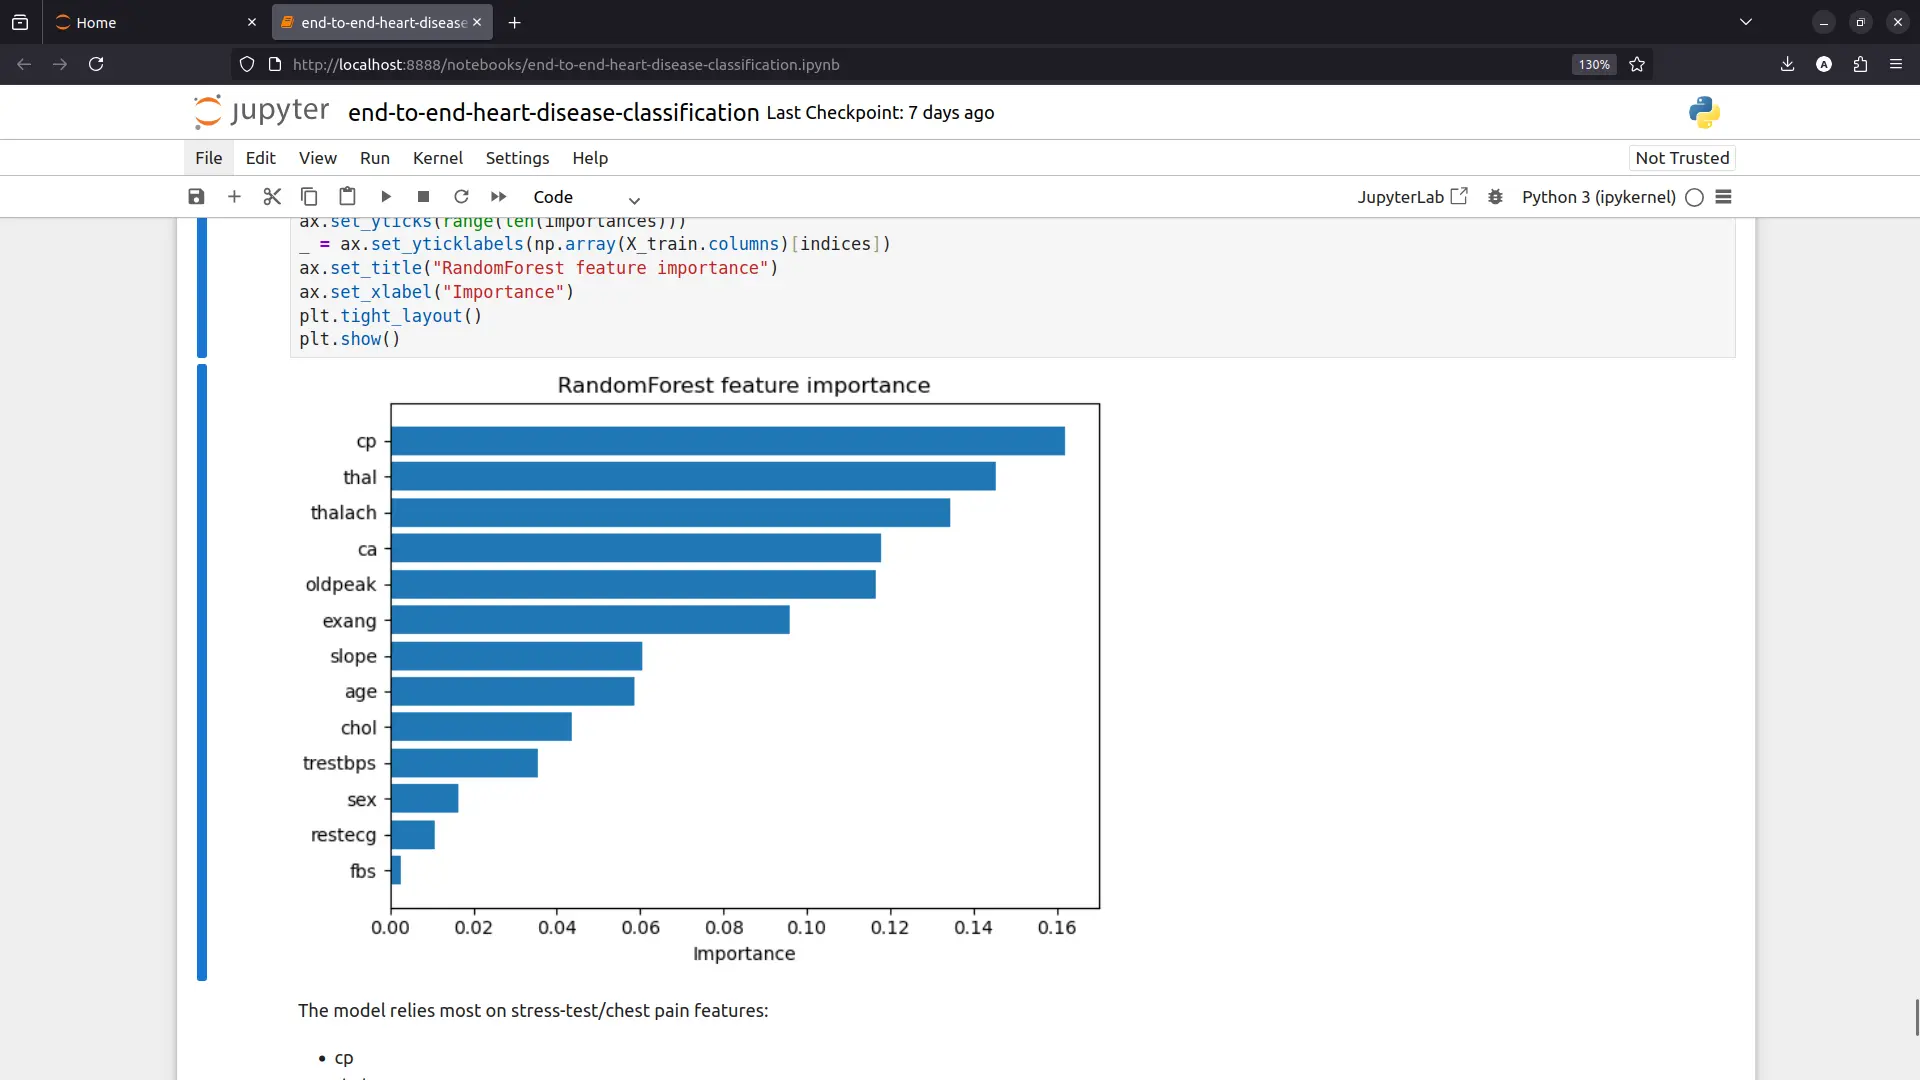 Home
end-to-end-heart-disease
http://localhost:8888/notebooks/end-to-end-heart-disease-classification.ipynb
130%
A
jupyter
end-to-end-heart-disease-classification Last Checkpoint: 7 days ago
File Edit View Run Kernel Settings Help
Not Trusted
Code
JupyterLab
Python 3 (ipykernel)
ax.set_yticks(range(len(importances)))
_ = ax.set_yticklabels(np.array(X_train.columns)[indices])
ax.set_title("RandomForest feature importance")
ax.set_xlabel("Importance")
plt.tight_layout()
plt.show()
RandomForest feature importance
cp
thal
thalach
ca
oldpeak
exang
slope
age
chol
trestbps
sex
restecg
fbs
0.00 0.02 0.04 0.06 0.08 0.10 0.12 0.14 0.16
Importance
The model relies most on stress-test/chest pain features:
• cp